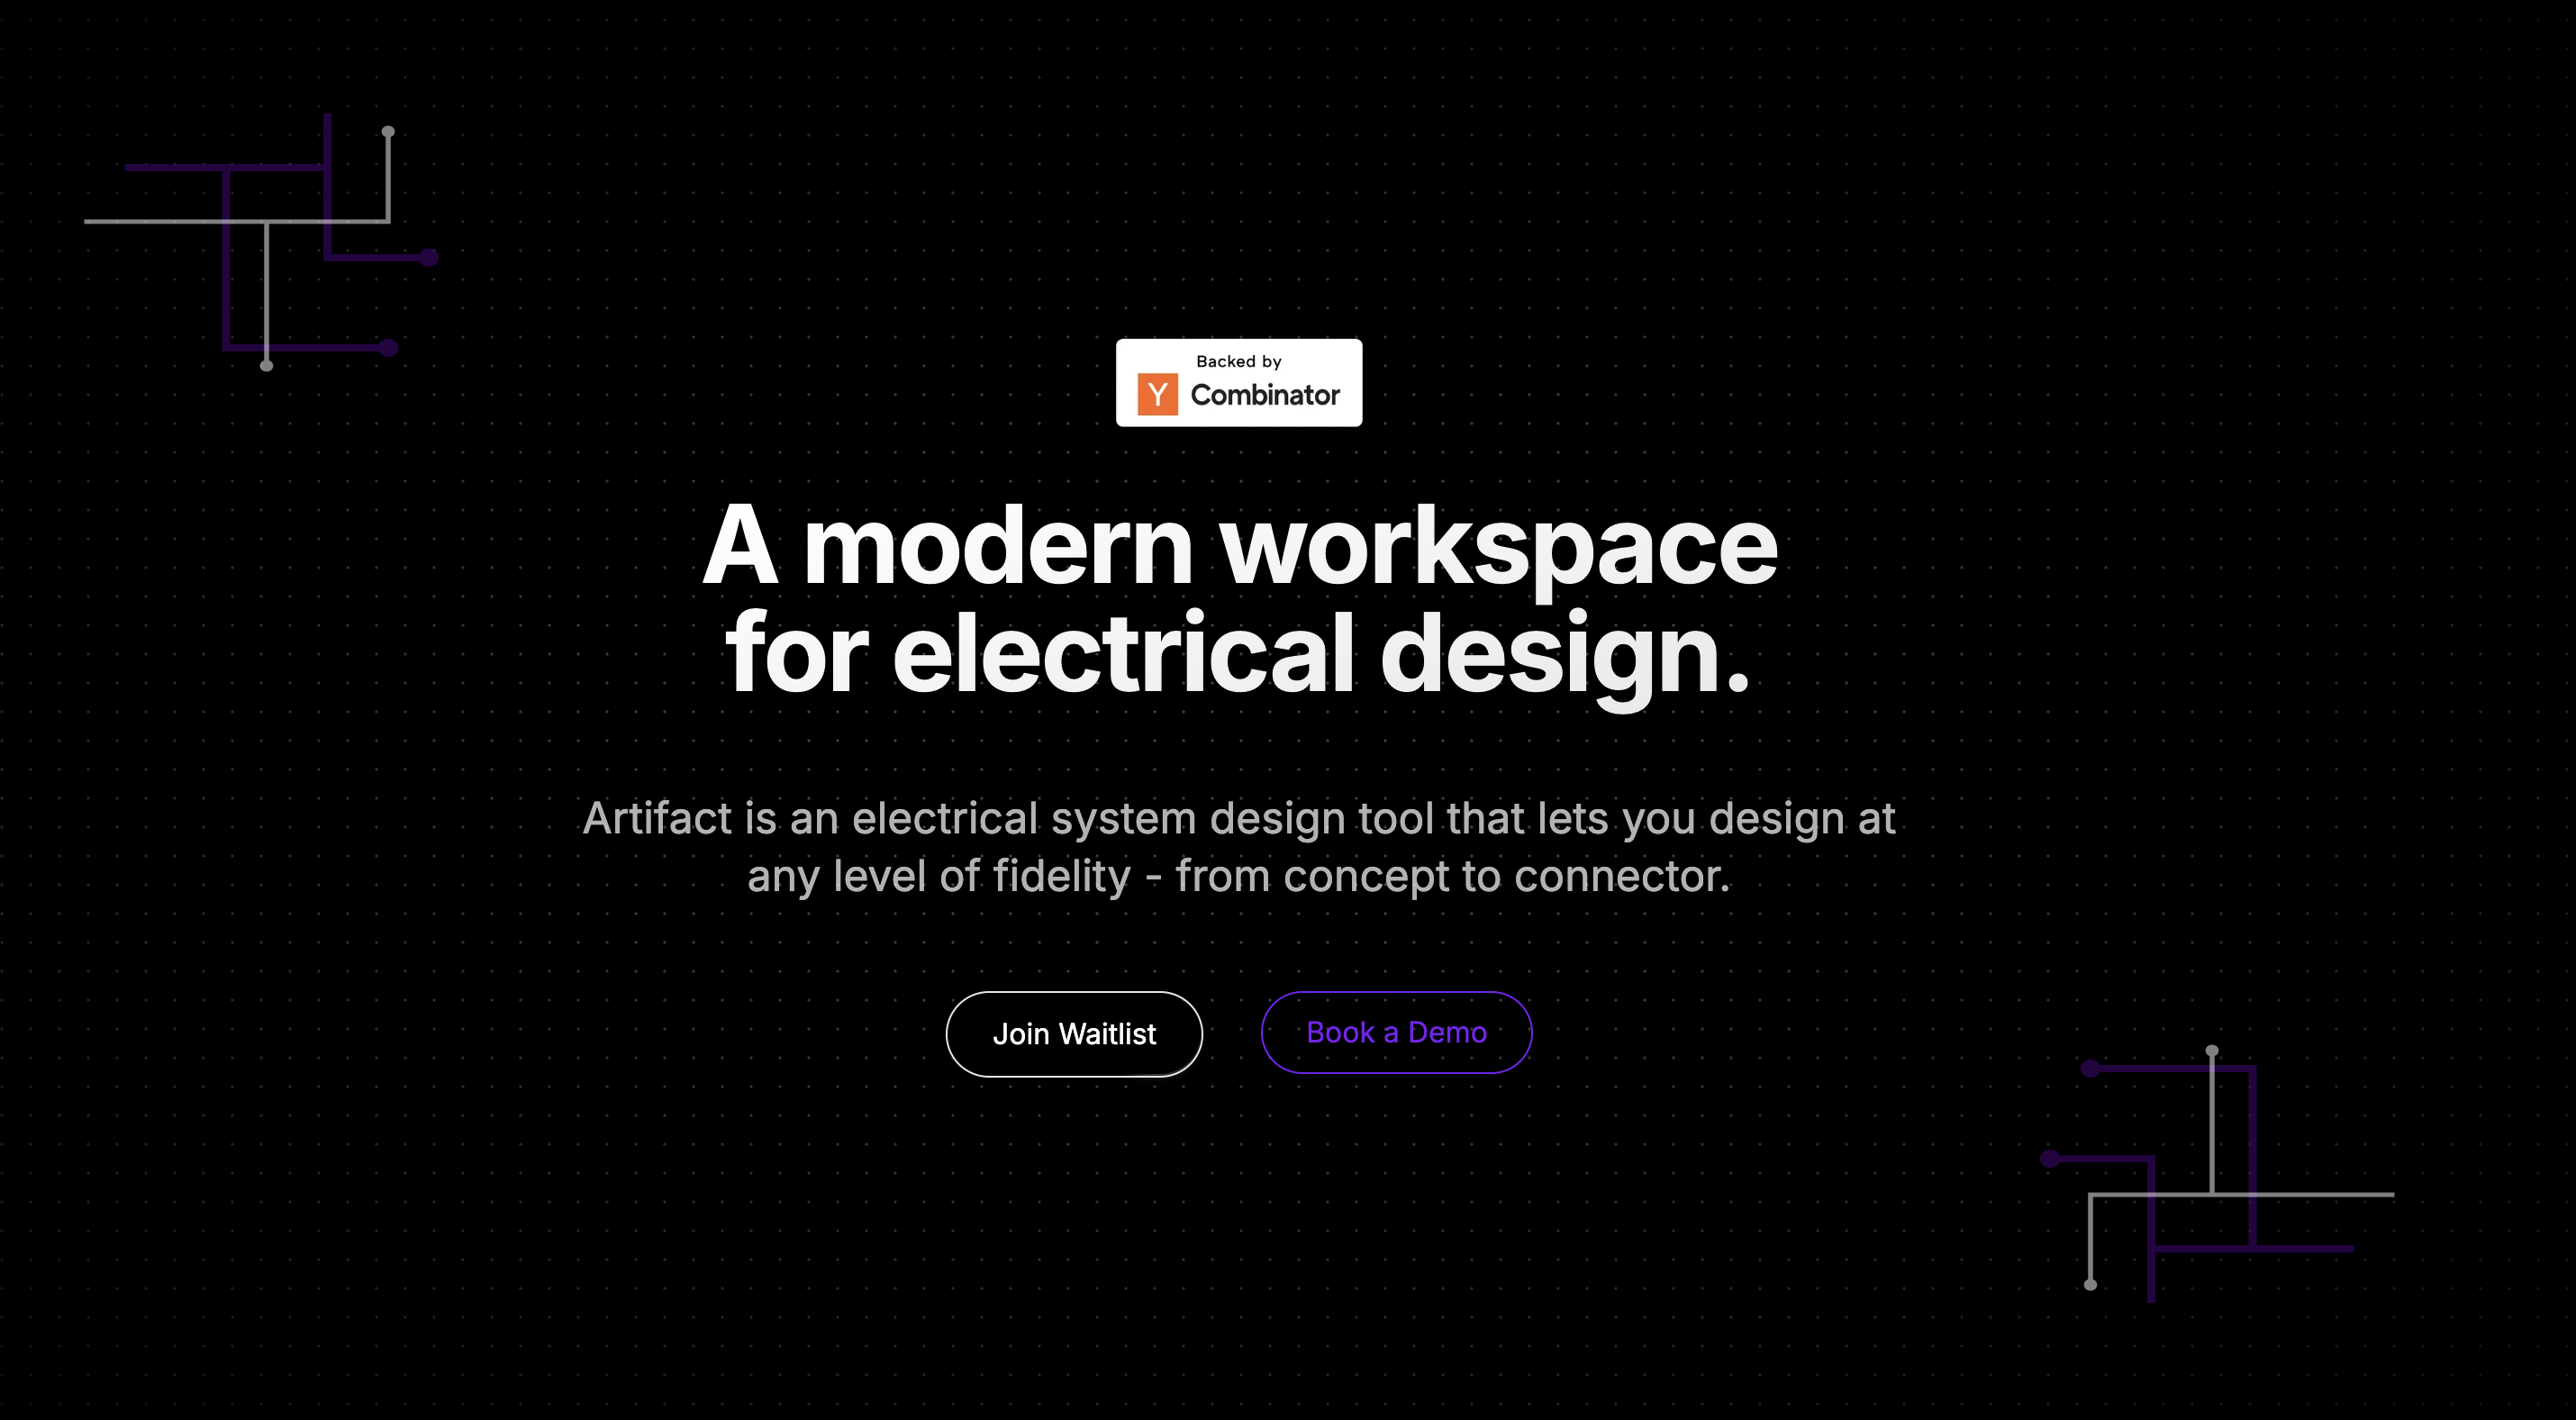 Backed by
Y Combinator
A modern workspace
for electrical design.
Artifact is an electrical system design tool that lets you design at
any level of fidelity - from concept to connector.
Join Waitlist
Book a Demo